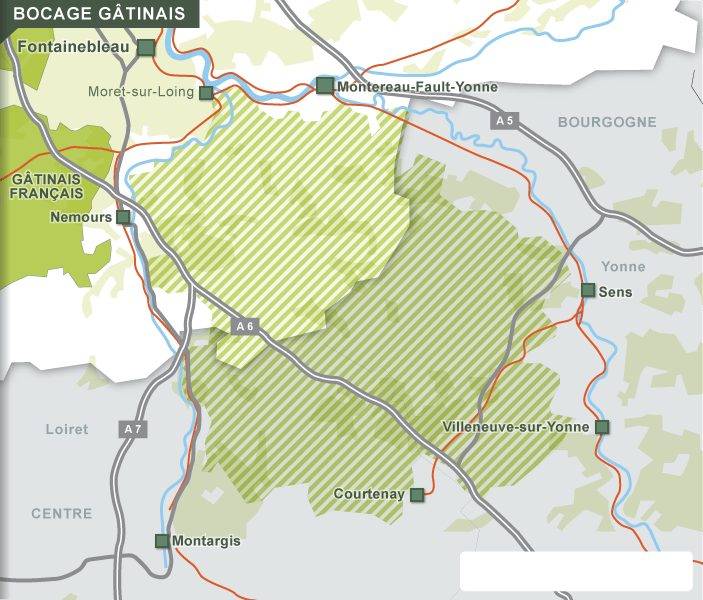 BOCAGE GÂTINAIS
Fontainebleau
Moret-sur-Loing
Montereau-Fault-Yonne
A 5
BOURGOGNE
GÂTINAIS
FRANÇAIS
Nemours
Yonne
Sens
A 6
Loiret
A 7
Villeneuve-sur-Yonne
Courtenay
CENTRE
Montargis